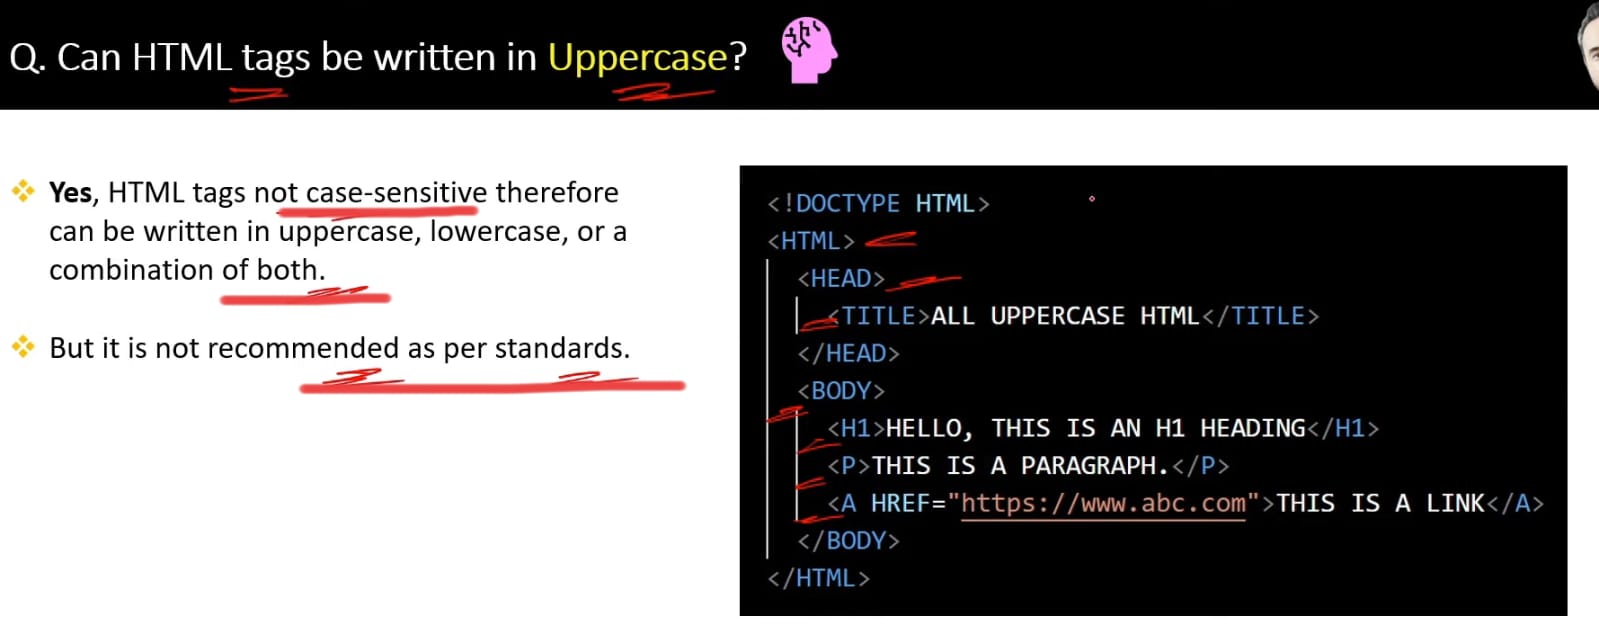 Q. Can HTML tags be written in Uppercase?
Yes, HTML tags not case-sensitive therefore
can be written in uppercase, lowercase, or a
combination of both.
But it is not recommended as per standards.
<!DOCTYPE HTML>
<HTML>
<HEAD>
<TITLE>ALL UPPERCASE HTML</TITLE>
</HEAD>
<BODY>
<H1>HELLO, THIS IS AN H1 HEADING</H1>
<P>THIS IS A PARAGRAPH.</P>
<A HREF="https://www.abc.com">THIS IS A LINK</A>
</BODY>
</HTML>